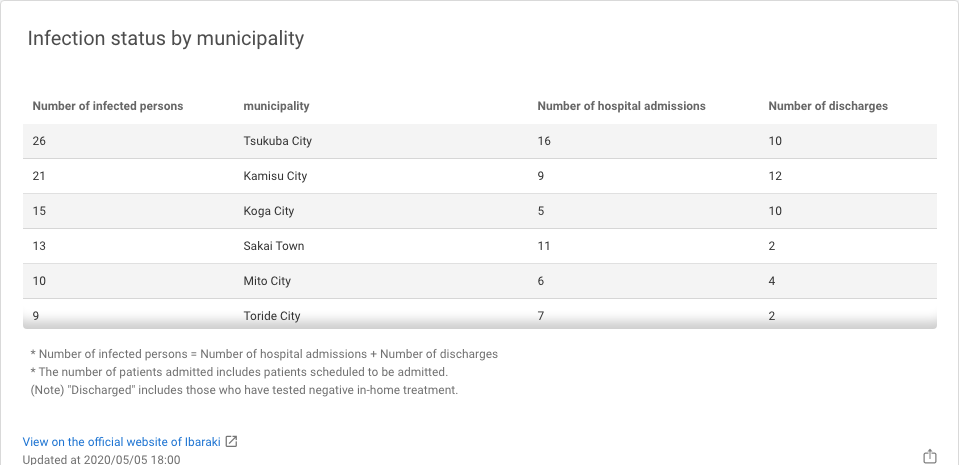 Infection status by municipality
Number of infected persons municipality Number of hospital admissions Number of discharges
26 Tsukuba City 16 10
21 Kamisu City 9 12
15 Koga City 5 10
13 Sakai Town 11 2
10 Mito City 6 4
9 Toride City 7 2
* Number of infected persons = Number of hospital admissions + Number of discharges
* The number of patients admitted includes patients scheduled to be admitted.
(Note) "Discharged" includes those who have tested negative in-home treatment.
View on the official website of Ibaraki
Updated at 2020/05/05 18:00